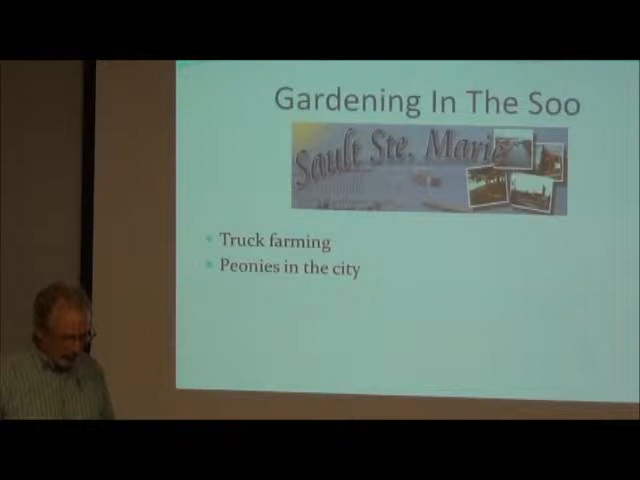 Gardening In The Soo
Sault Ste. Marie
Truck farming
Peonies in the city